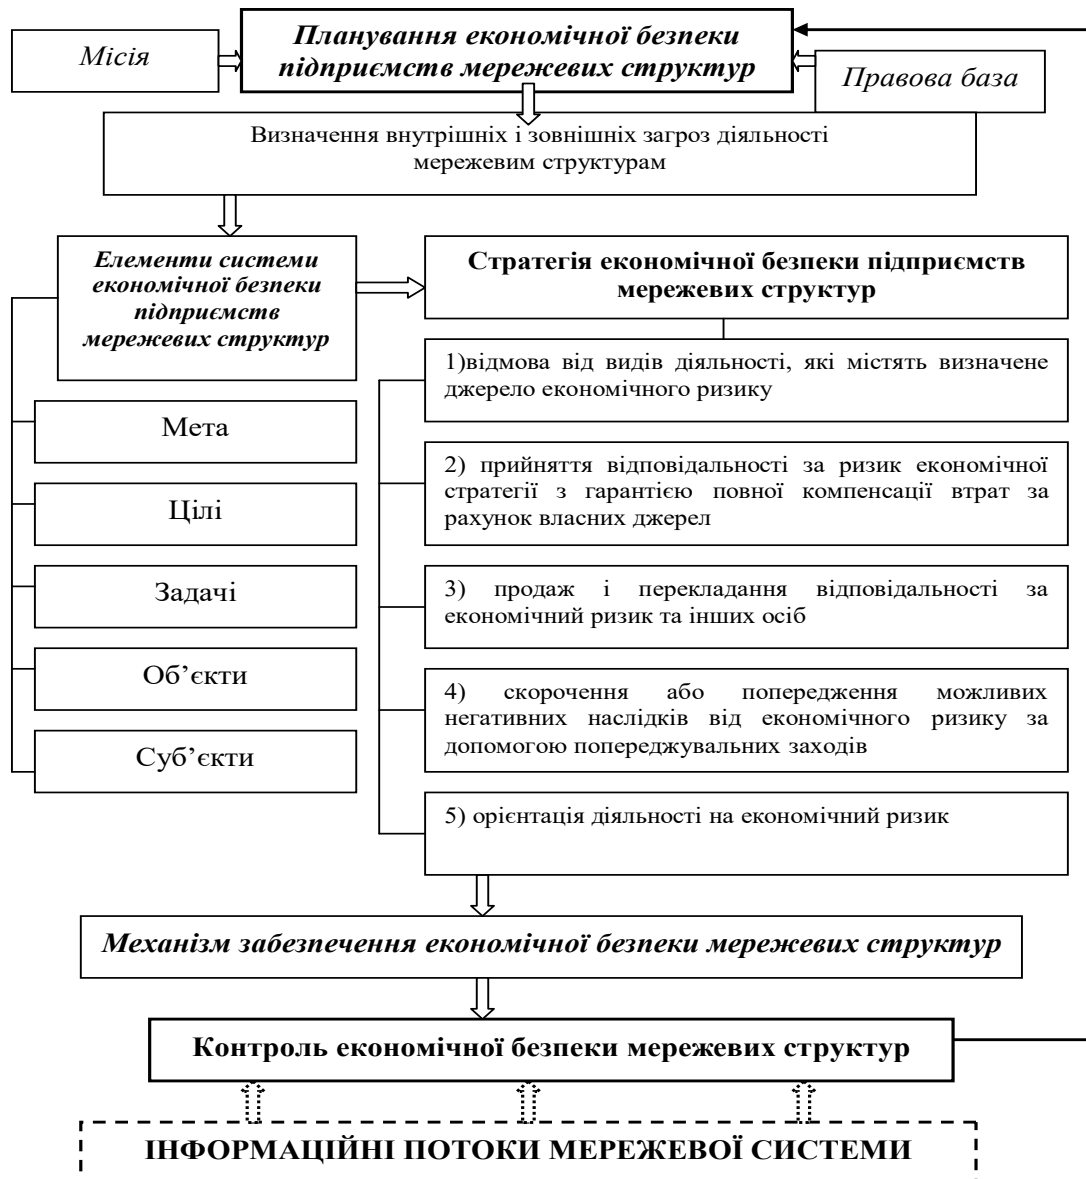 Місія
Планування економічної безпеки
підприємств мережевих структур
Правова база
Визначення внутрішніх і зовнішніх загроз діяльності
мережевим структурам
Елементи системи
економічної безпеки
підприємств
мережевих структур
Мета
Цілі
Задачі
Об’єкти
Суб’єкти
Стратегія економічної безпеки підприємств
мережевих структур
1)відмова від видів діяльності, які містять визначене
джерело економічного ризику
2) прийняття відповідальності за ризик економічної
стратегії з гарантією повної компенсації втрат за
рахунок власних джерел
3) продаж і перекладання відповідальності за
економічний ризик та інших осіб
4) скорочення або попередження можливих
негативних наслідків від економічного ризику за
допомогою попереджувальних заходів
5) орієнтація діяльності на економічний ризик
Механізм забезпечення економічної безпеки мережевих структур
Контроль економічної безпеки мережевих структур
ІНФОРМАЦІЙНІ ПОТОКИ МЕРЕЖЕВОЇ СИСТЕМИ